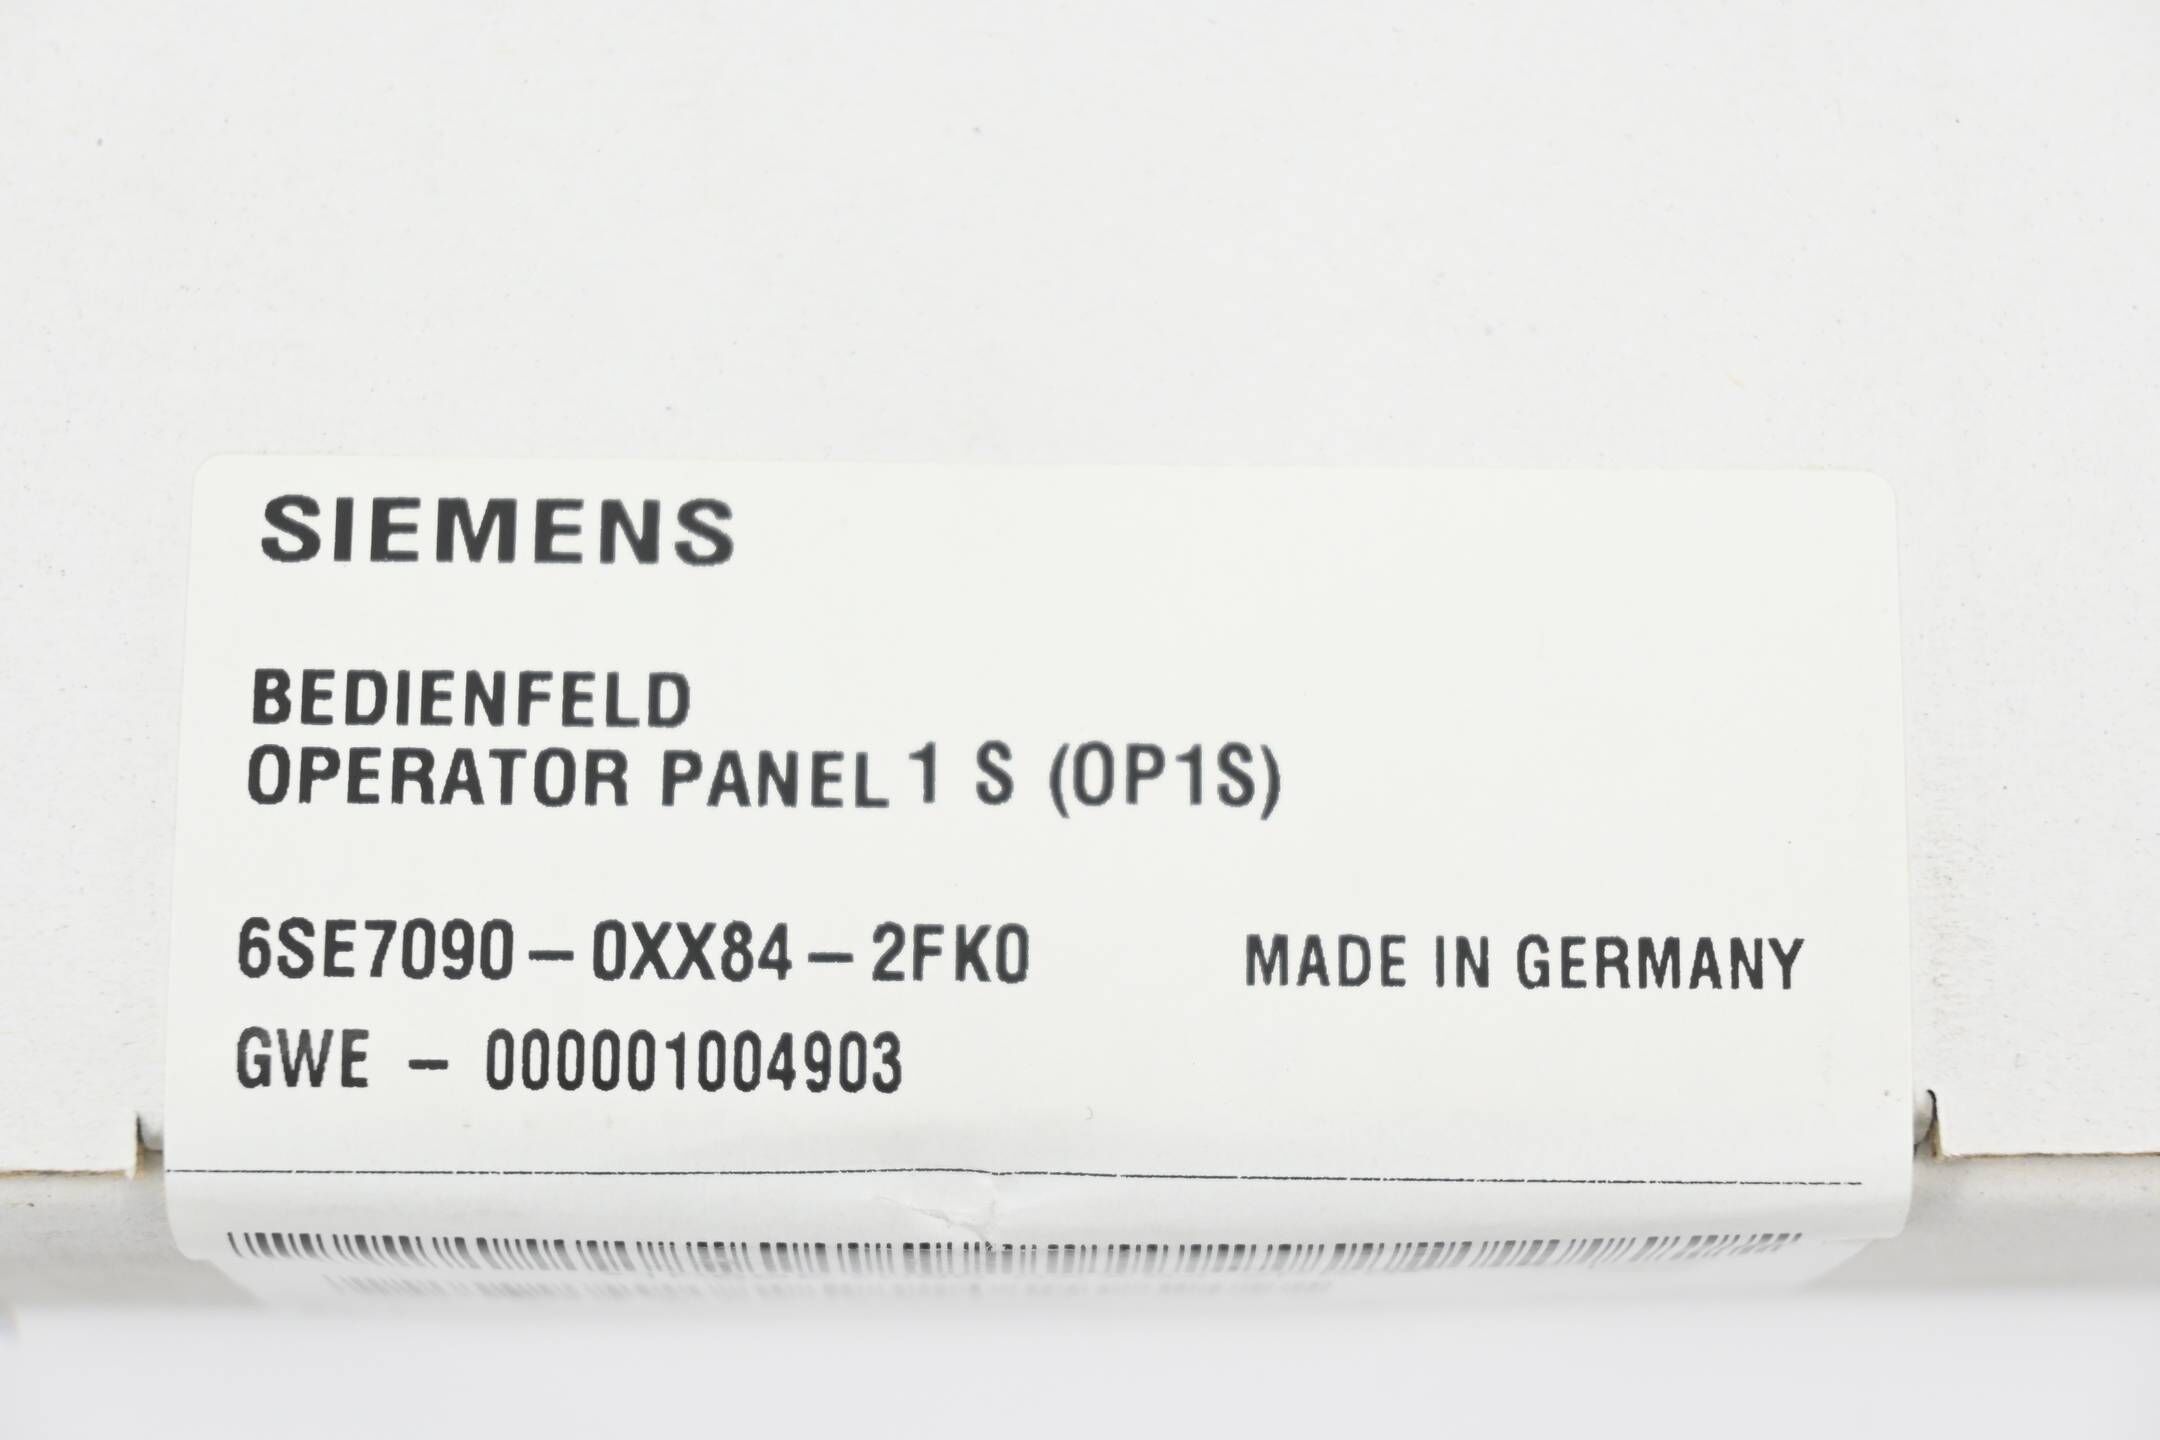 SIEMENS
BEDIENFELD
OPERATOR PANEL 1 S (OP1S)
6SE7090-0XX84-2FK0 MADE IN GERMANY
GWE - 000001004903